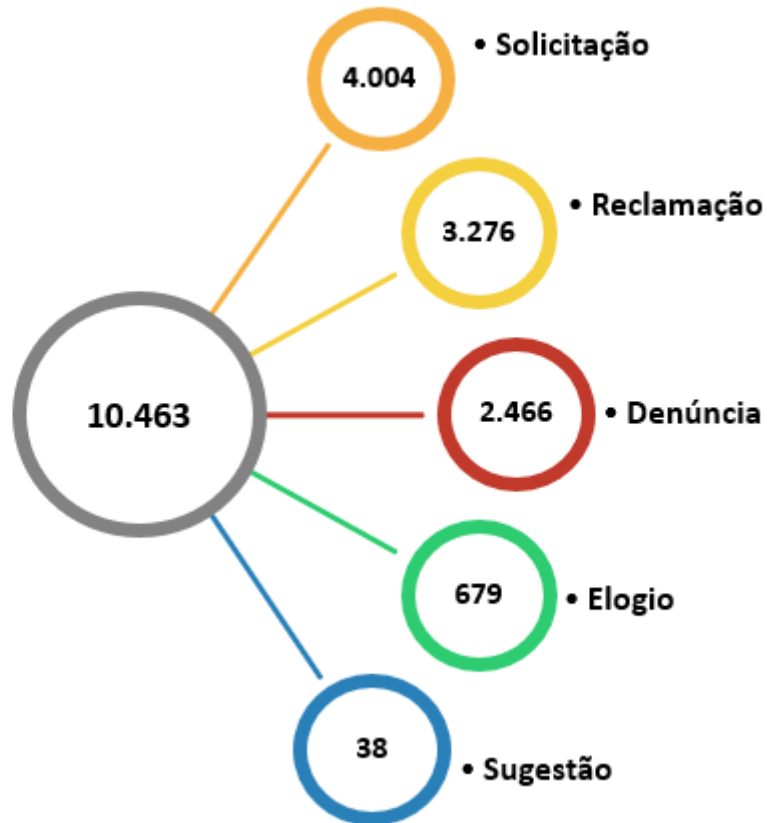 4.004
• Solicitação
3.276
• Reclamação
10.463
2.466
• Denúncia
679
• Elogio
38
• Sugestão